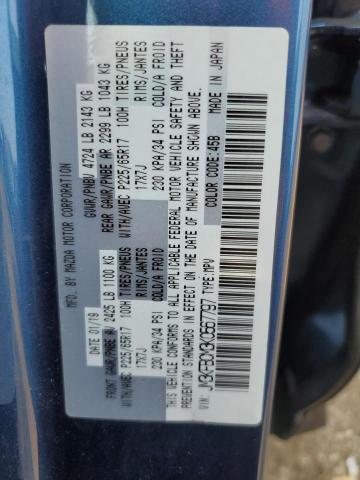 MFD. BY MAZDA MOTOR CORPORATION
DATE: 01/19 GVWR/PNBV 4724 LB 2143 KG
FRONT GAWR/PNBE AV 2425 LB 1100 KG REAR GAWR/PNBE AR 2299 LB 1043 KG
WITH/AVEC P225/65R17 100H TIRES/PNEUS WITH/AVEC P225/65R17 100H TIRES/PNEUS
17X7J RIMS/JANTES 17X7J RIMS/JANTES
230 KPA/34 PSI COLD/A FROID 230 KPA/34 PSI COLD/A FROID
THIS VEHICLE CONFORMS TO ALL APPLICABLE FEDERAL MOTOR VEHICLE SAFETY AND THEFT
PREVENTION STANDARDS IN EFFECT ON THE DATE OF MANUFACTURE SHOWN ABOVE.
VIN: JM3KFBCM3K0567797 TYPE: MPV COLOR CODE: 45B MADE IN JAPAN